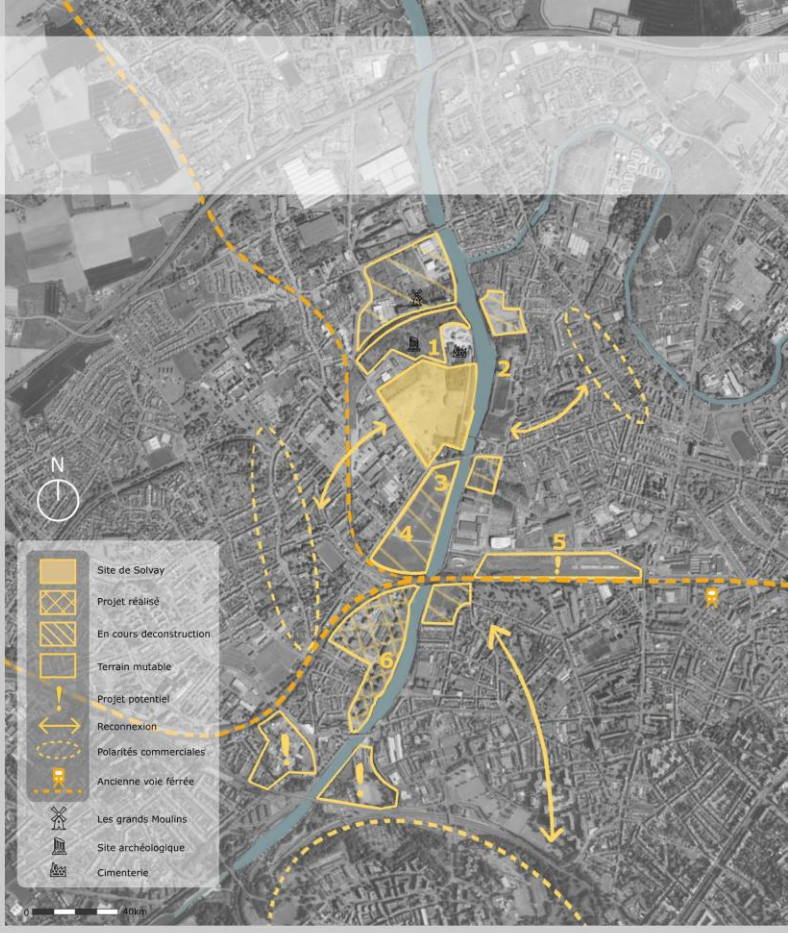 1
2
3
4
5
!
6
!
!
N
Site de Solvay
Projet réalisé
En cours deconstruction
Terrain mutable
! Projet potentiel
Reconnexion
Polarités commerciales
Ancienne voie férrée
Les grands Moulins
Site archéologique
Cimenterie
0 40km